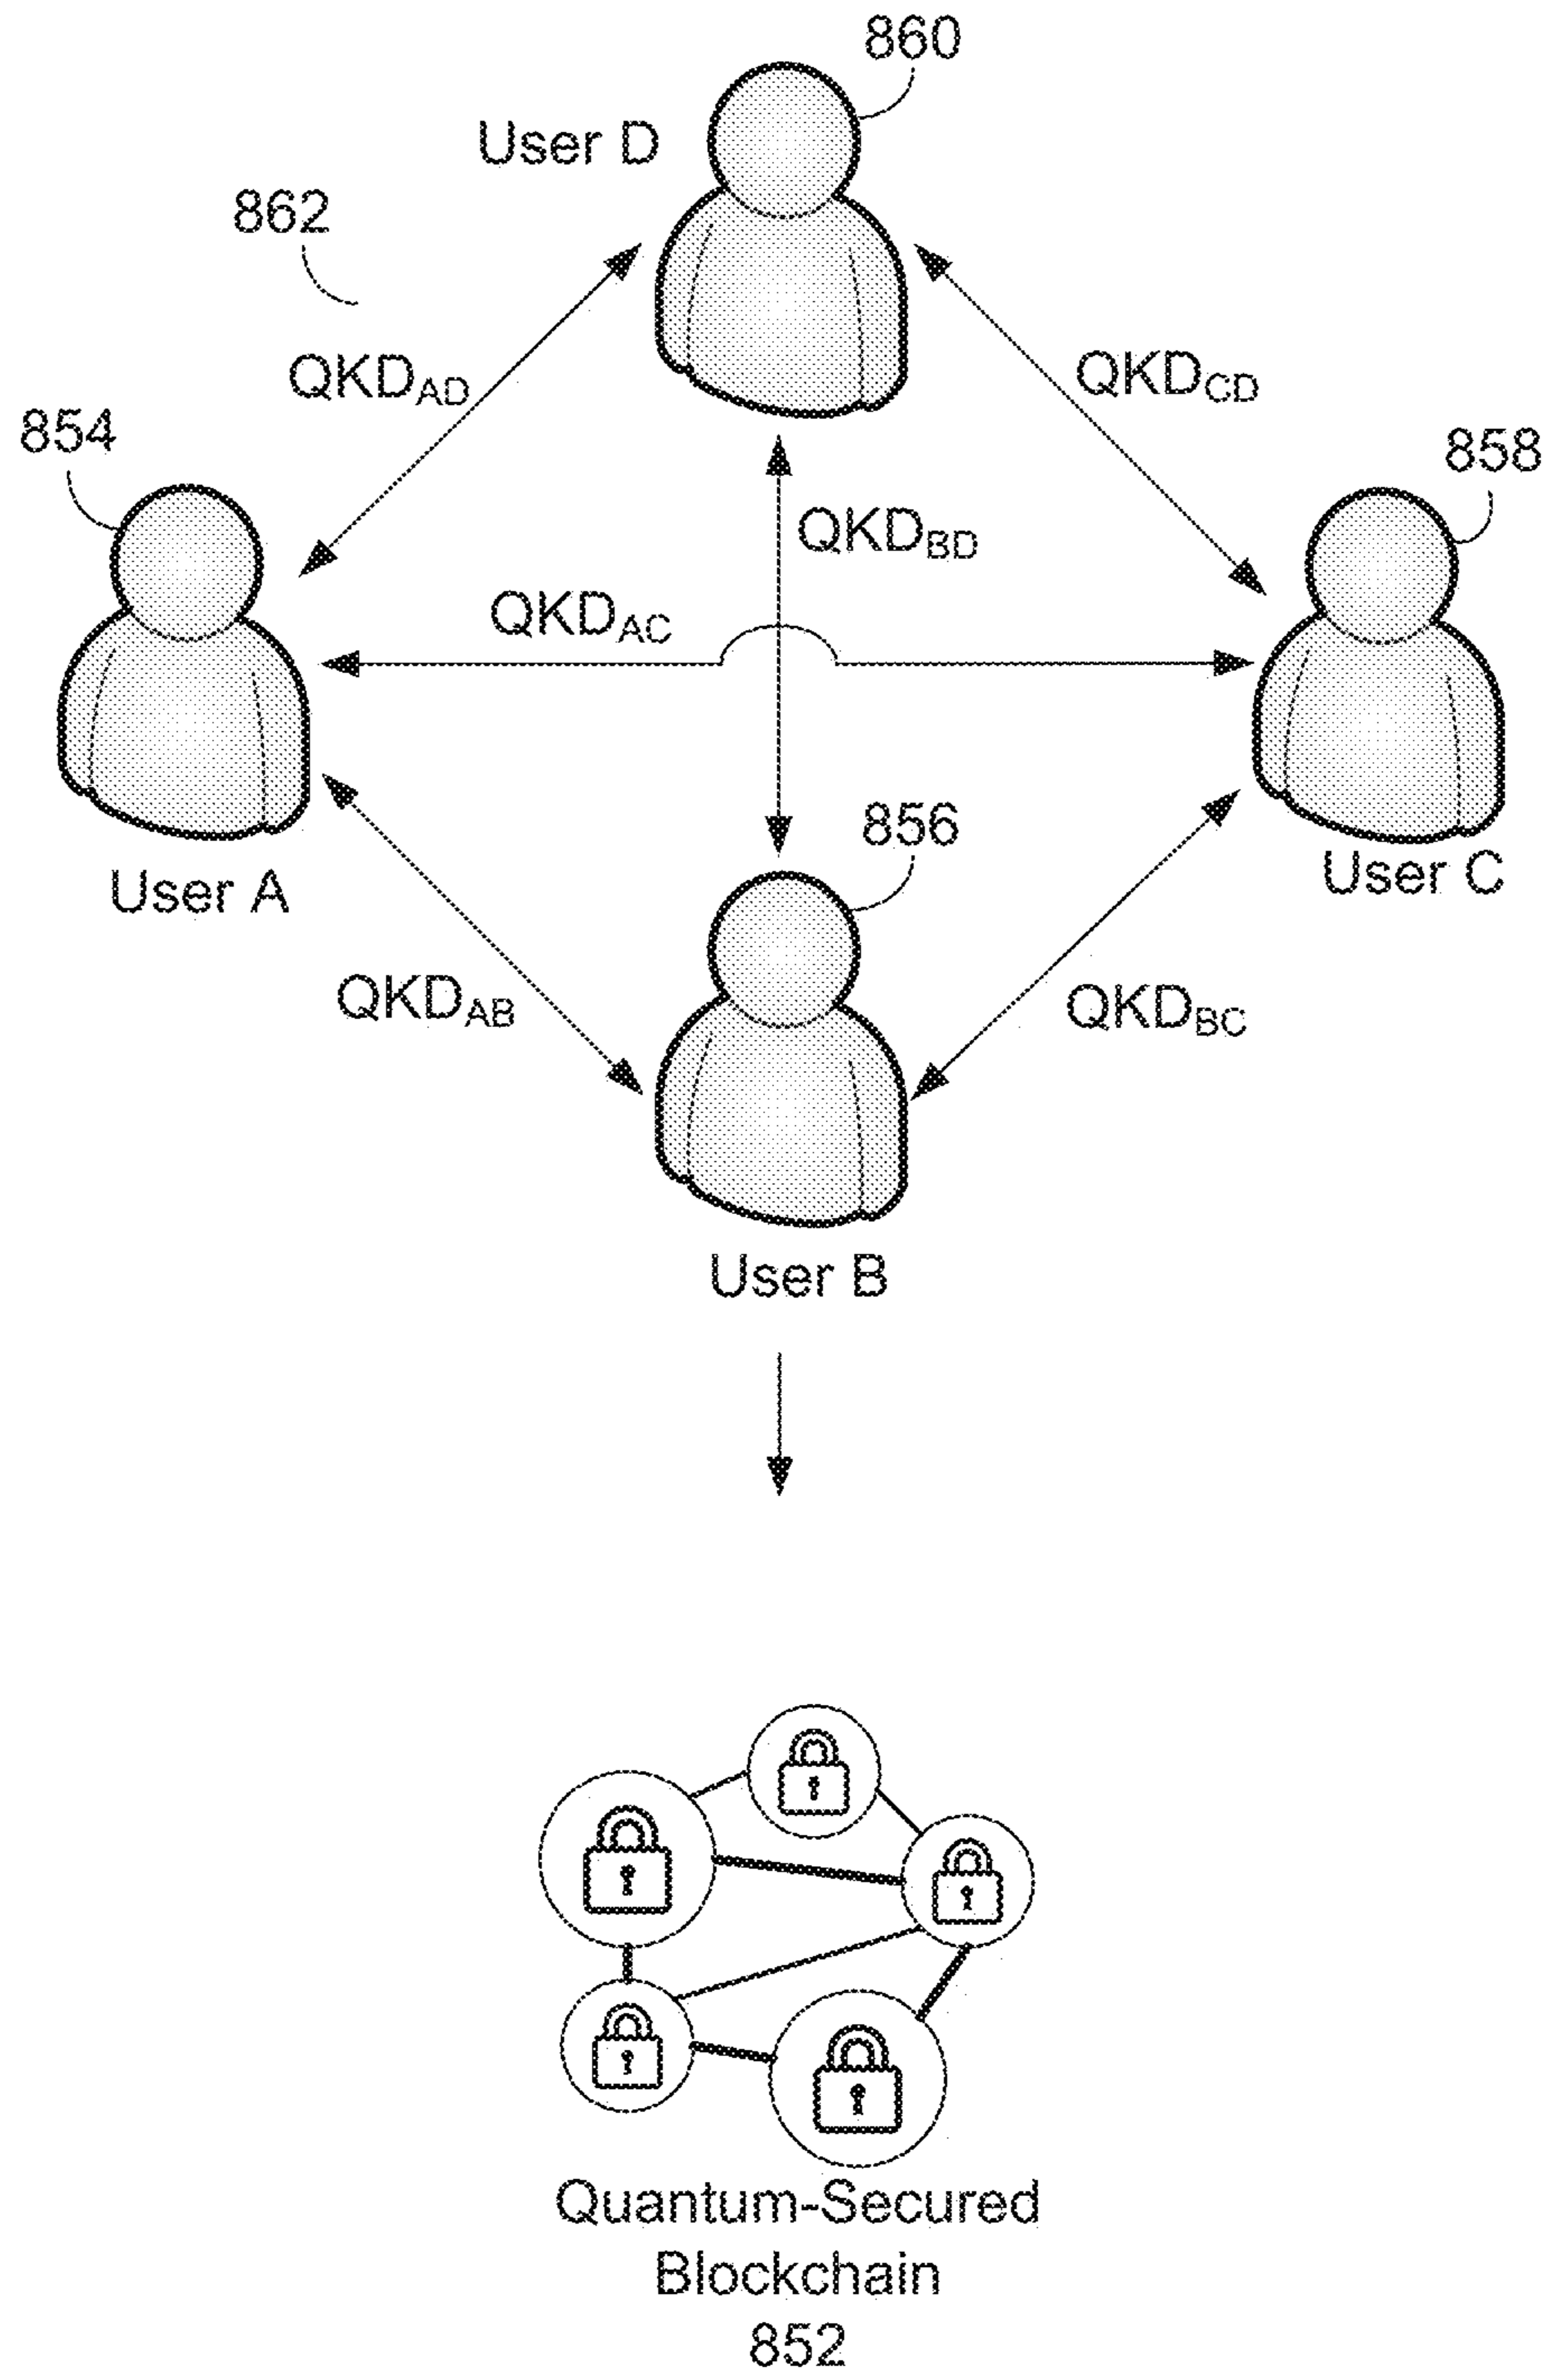 860
User D
862
QKDAD
QKDCD
854
858
QKDBD
QKDAC
856
User A
User C
QKDAB
QKDBC
User B
Quantum-Secured
Blockchain
852